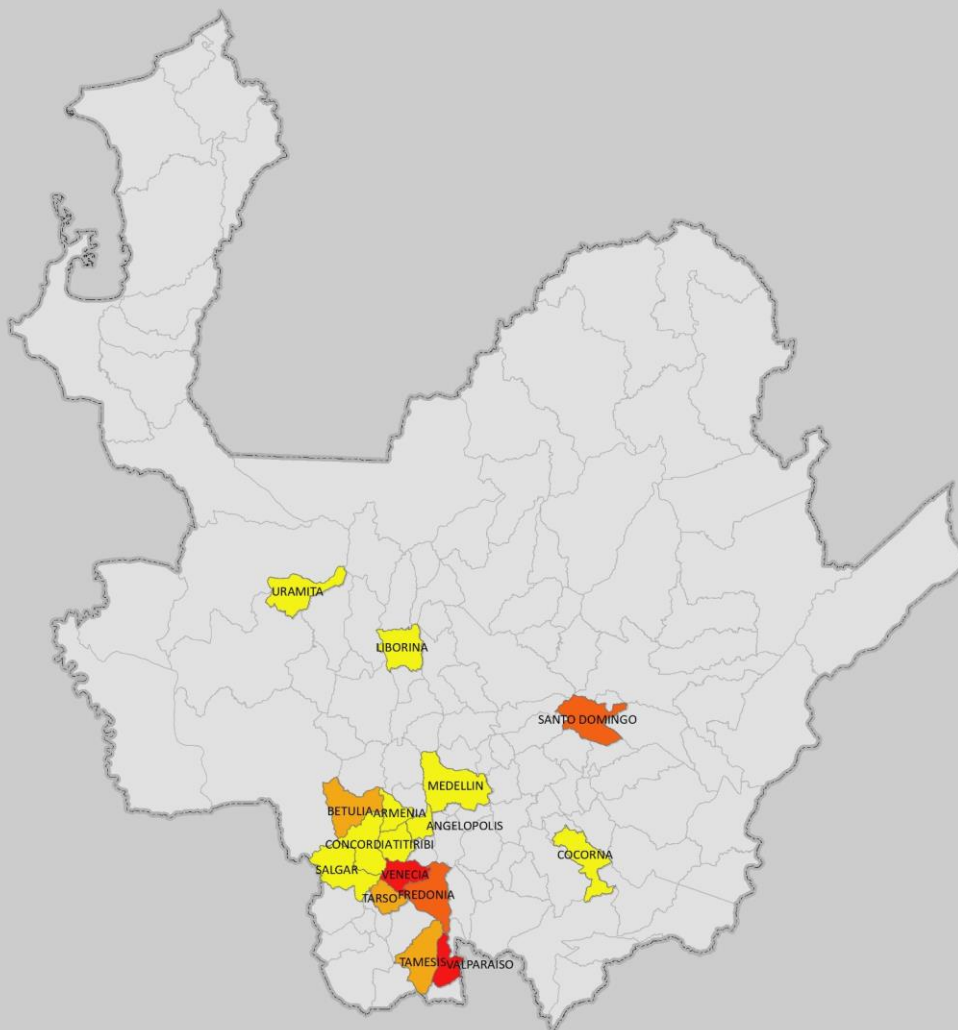 URAMITA
LIBORINA
SANTO DOMINGO
MEDELLIN
BETULIA
ARMENIA
ANGELOPOLIS
CONCORDIA
TITIRIBI
COCORNA
SALGAR
VENECIA
TARSO
FREDONIA
TAMESIS
VALPARAISO